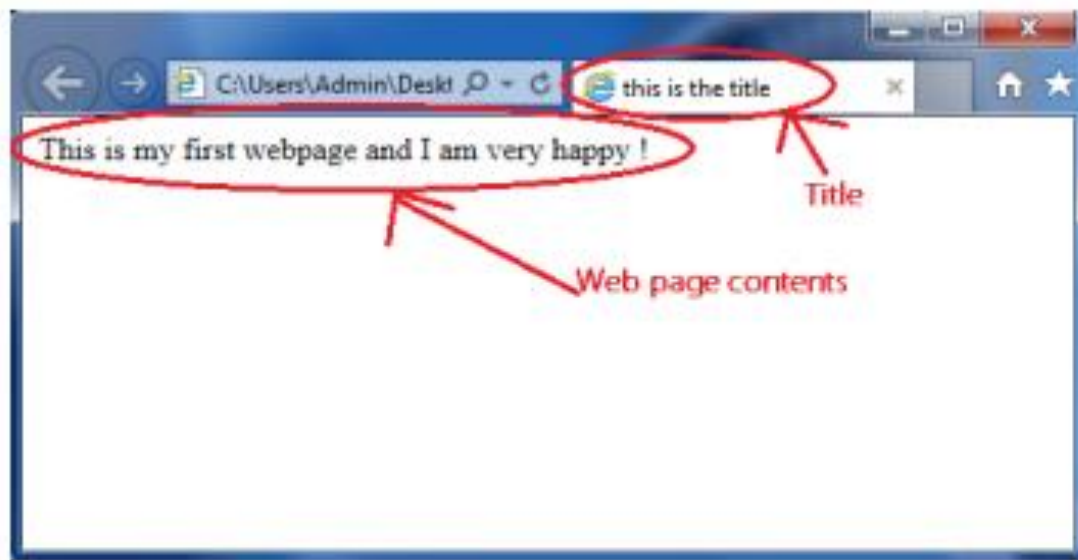 C:\Users\Admin\Deskt
this is the title
This is my first webpage and I am very happy !
Title
Web page contents